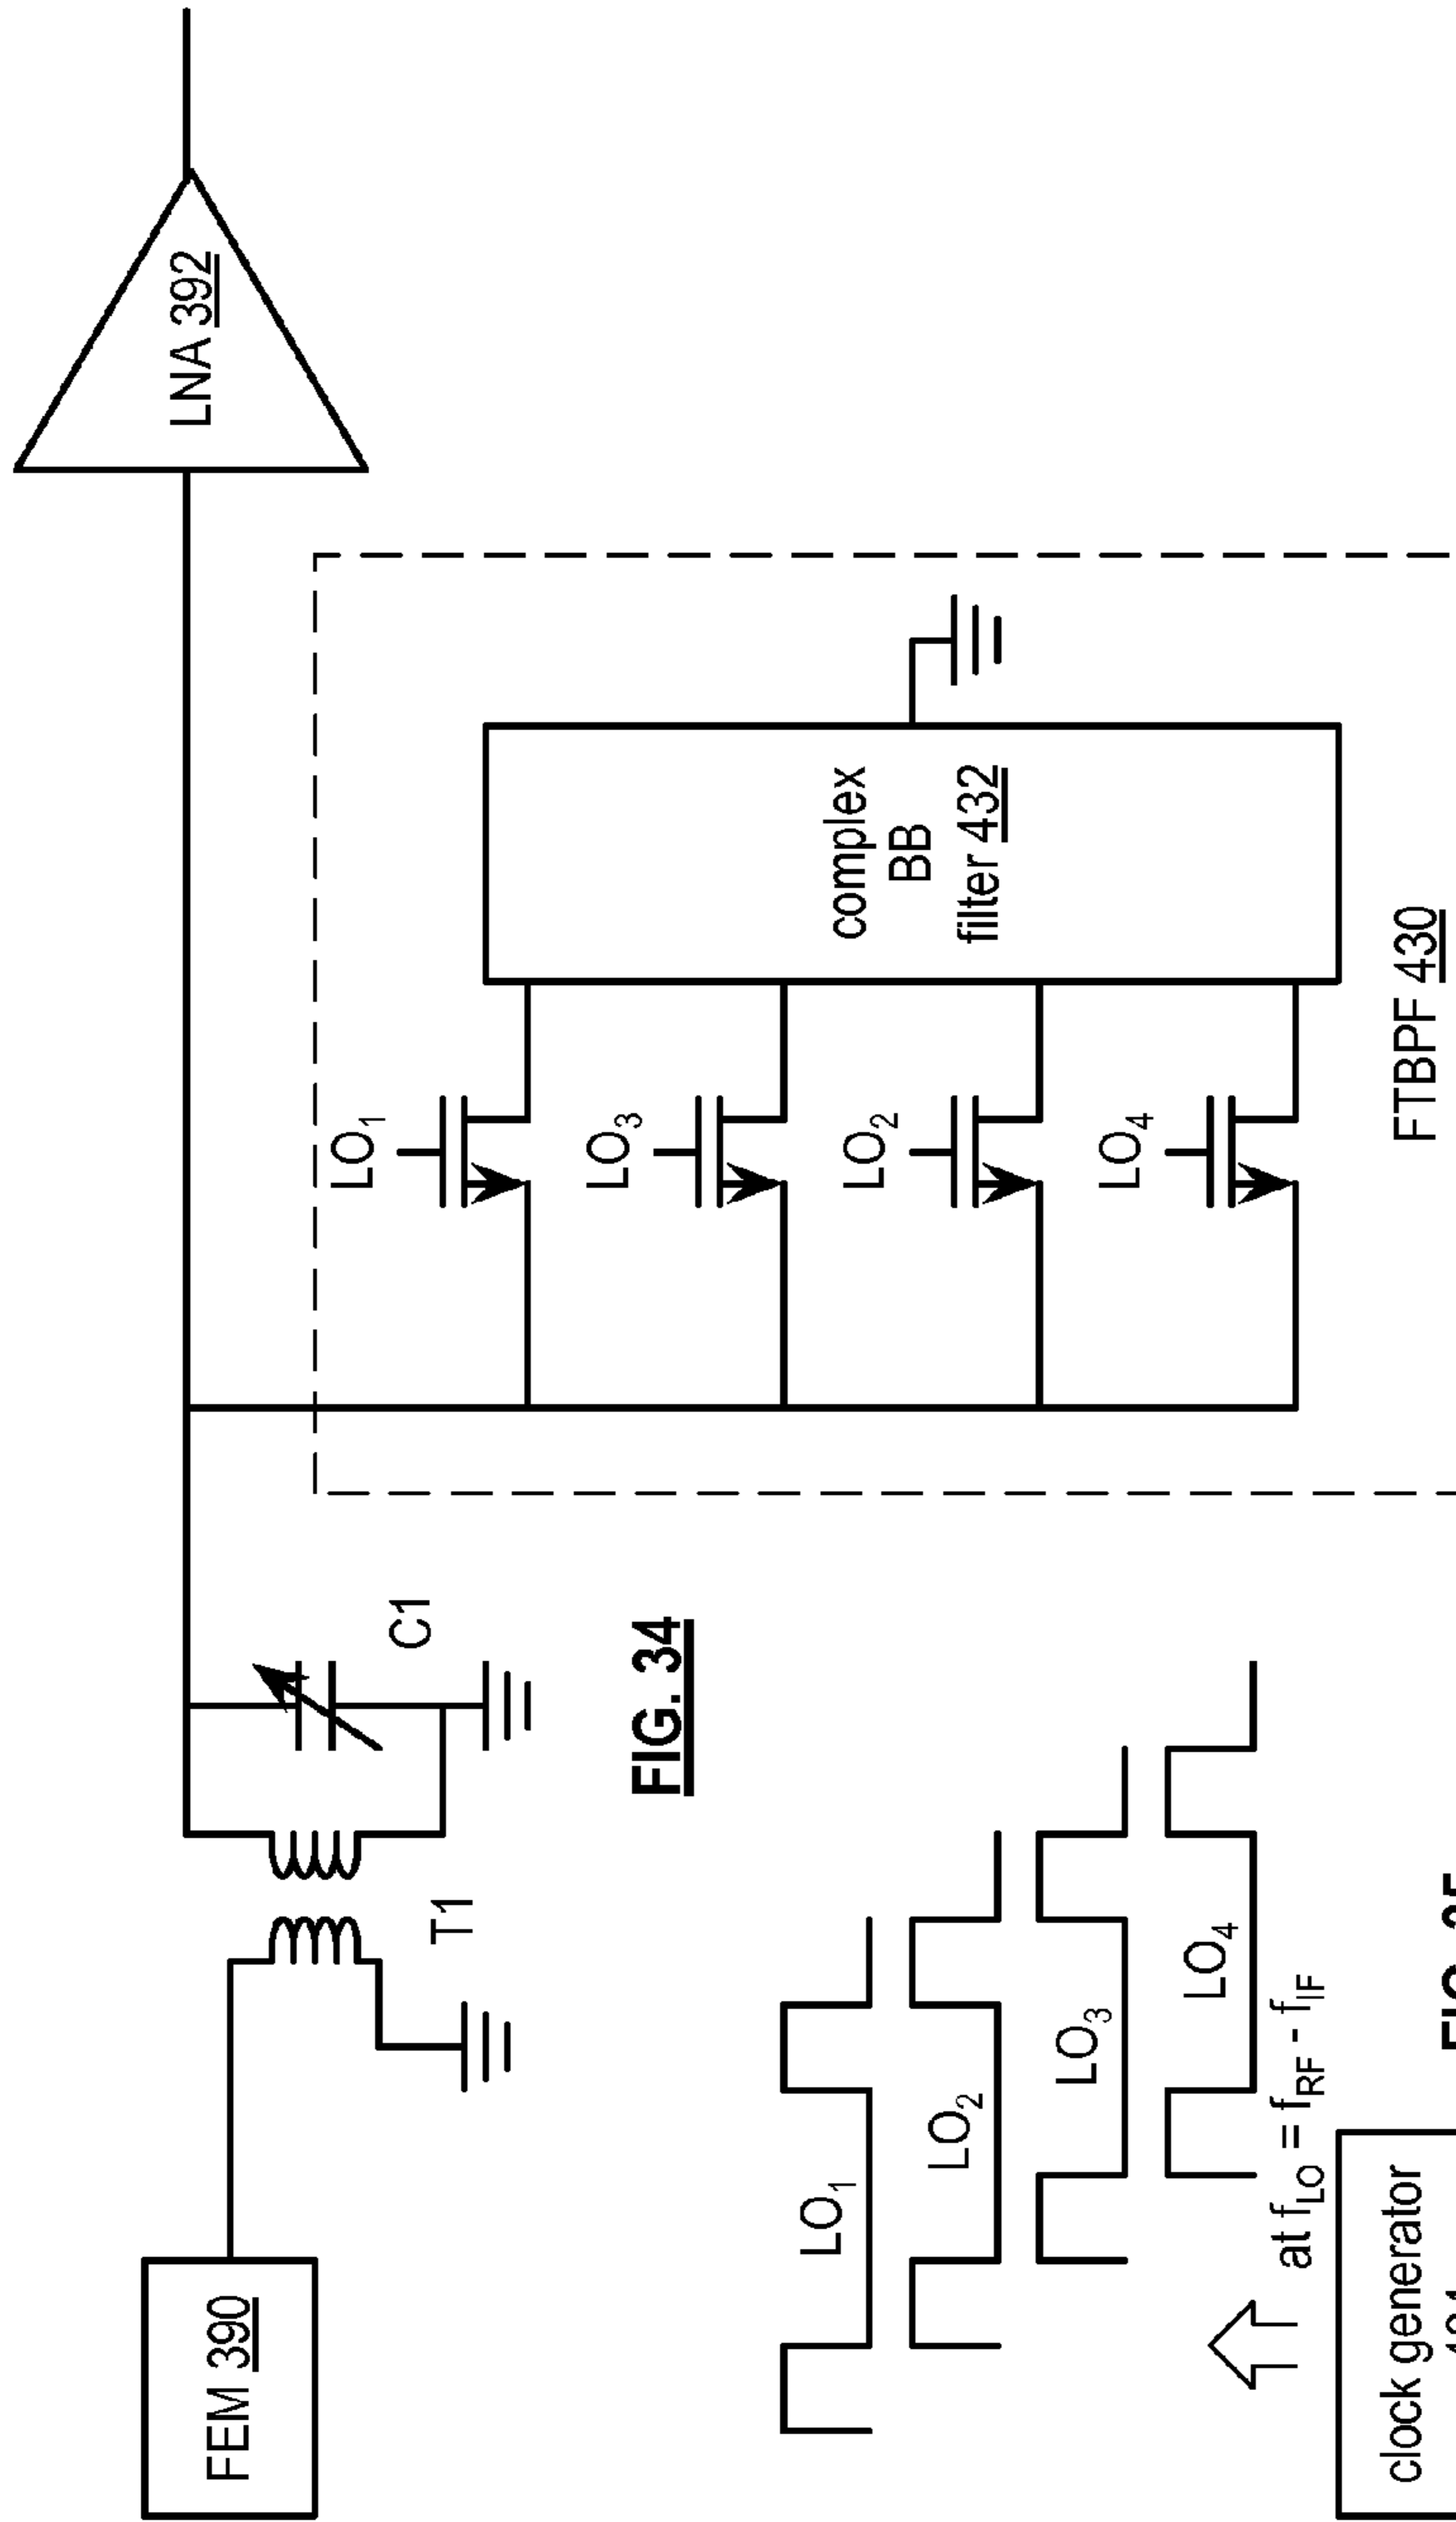 FEM 390
T1
C1
LNA 392
LO1
LO3
LO2
LO4
complex
BB
filter 432
FTBPF 430
FIG. 34
LO1
LO2
LO3
LO4
at fLO = fRF - fIF
clock generator